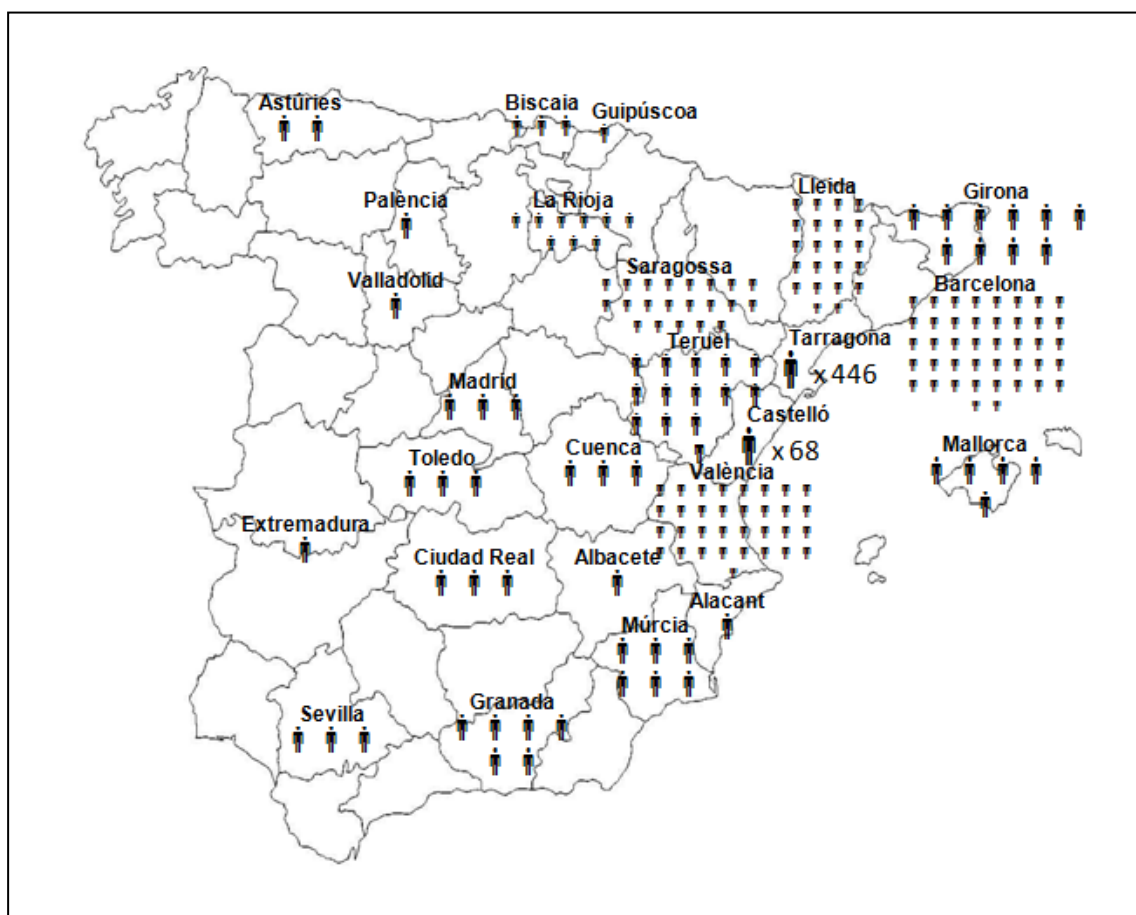 Astúries
Biscaia
Guipúscoa
Palència
La Rioja
Lleida
Girona
Valladolid
Saragossa
Barcelona
Teruel
Tarragona
x 446
Madrid
Castelló
x 68
Cuenca
Toledo
Mallorca
València
Extremadura
Ciudad Real
Albacete
Alacant
Múrcia
Granada
Sevilla